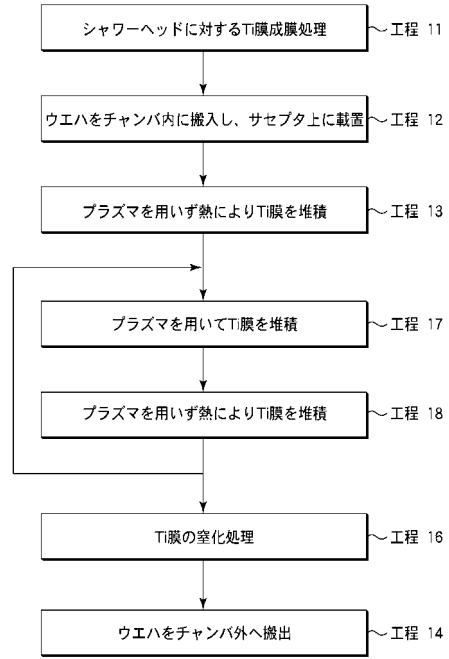 シャワーヘッドに対するTi膜成膜処理 工程 11
ウエハをチャンバ内に搬入し、サセプタ上に載置 工程 12
プラズマを用いず熱によりTi膜を堆積 工程 13
プラズマを用いてTi膜を堆積 工程 17
プラズマを用いず熱によりTi膜を堆積 工程 18
Ti膜の窒化処理 工程 16
ウエハをチャンバ外へ搬出 工程 14